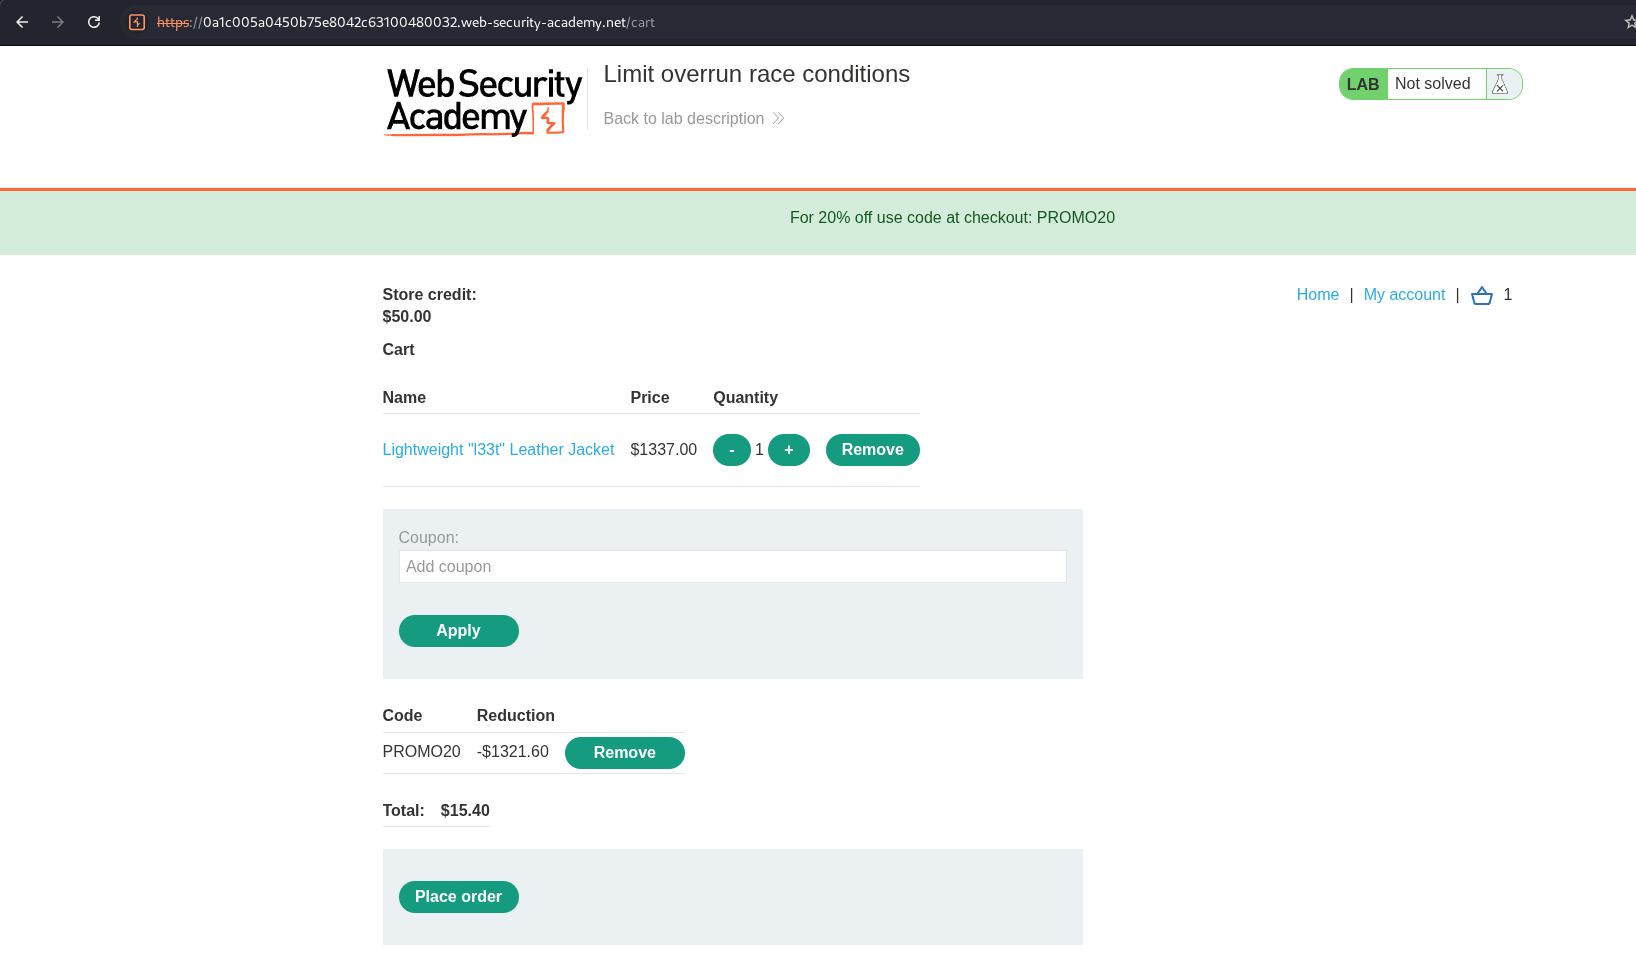 https://0a1c005a0450b75e8042c63100480032.web-security-academy.net/cart
Web Security
Academy
Limit overrun race conditions
Back to lab description
LAB Not solved
For 20% off use code at checkout: PROMO20
Store credit:
$50.00
Home | My account | 1
Cart
Name Price Quantity
Lightweight "l33t" Leather Jacket $1337.00 - 1 + Remove
Coupon:
Add coupon
Apply
Code Reduction
PROMO20 -$1321.60 Remove
Total: $15.40
Place order